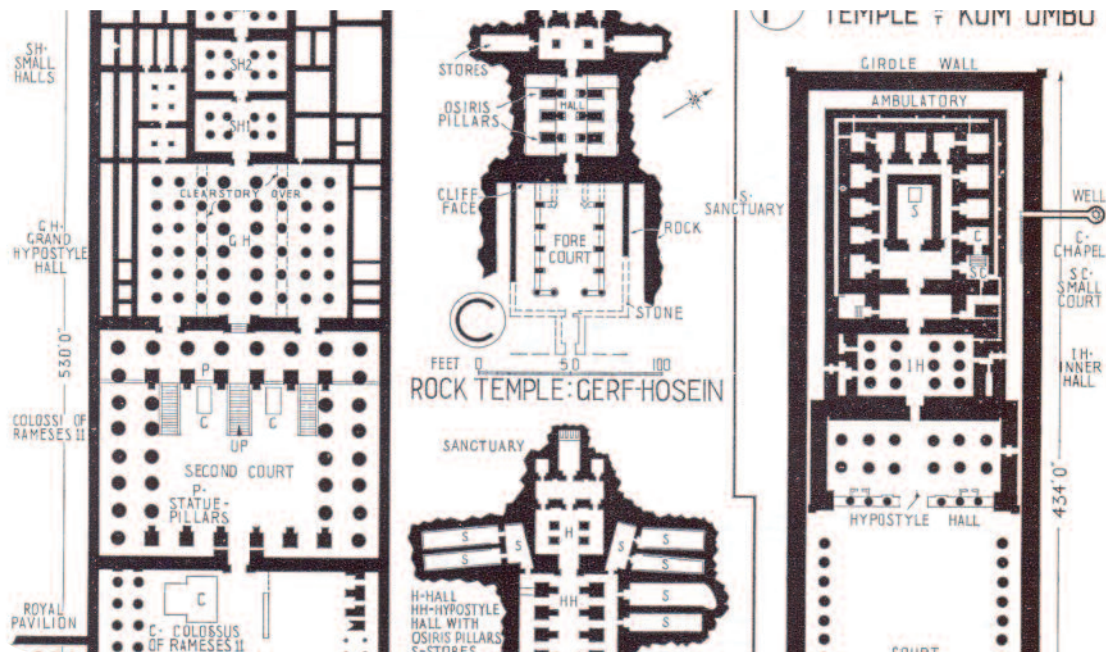 SH·
SMALL
HALLS
SH2
SH1
CLEARSTORY OVER
GH·
GRAND
HYPOSTYLE
HALL
GH
530'0"
P
C
C
UP
COLOSSI OF
RAMESES II
SECOND COURT
P·
STATUE-
PILLARS
ROYAL
PAVILION
C
C· COLOSSUS
OF RAMESES II
STORES
OSIRIS
PILLARS
HALL
CLIFF
FACE
FORE
COURT
ROCK
STONE
C
FEET 0 50 100
ROCK TEMPLE: GERF-HOSEIN
SANCTUARY
H
S
S
S
S
S
S
HH
S
S
H-HALL
HH-HYPOSTYLE
HALL WITH
OSIRIS PILLARS
S-STORES
TEMPLE OF KOM OMBO
GIRDLE WALL
AMBULATORY
S·
SANCTUARY
S
WELL
C·
CHAPEL
C
SC
SC·
SMALL
COURT
IH
IH·
INNER
HALL
434'0"
HYPOSTYLE HALL
COURT